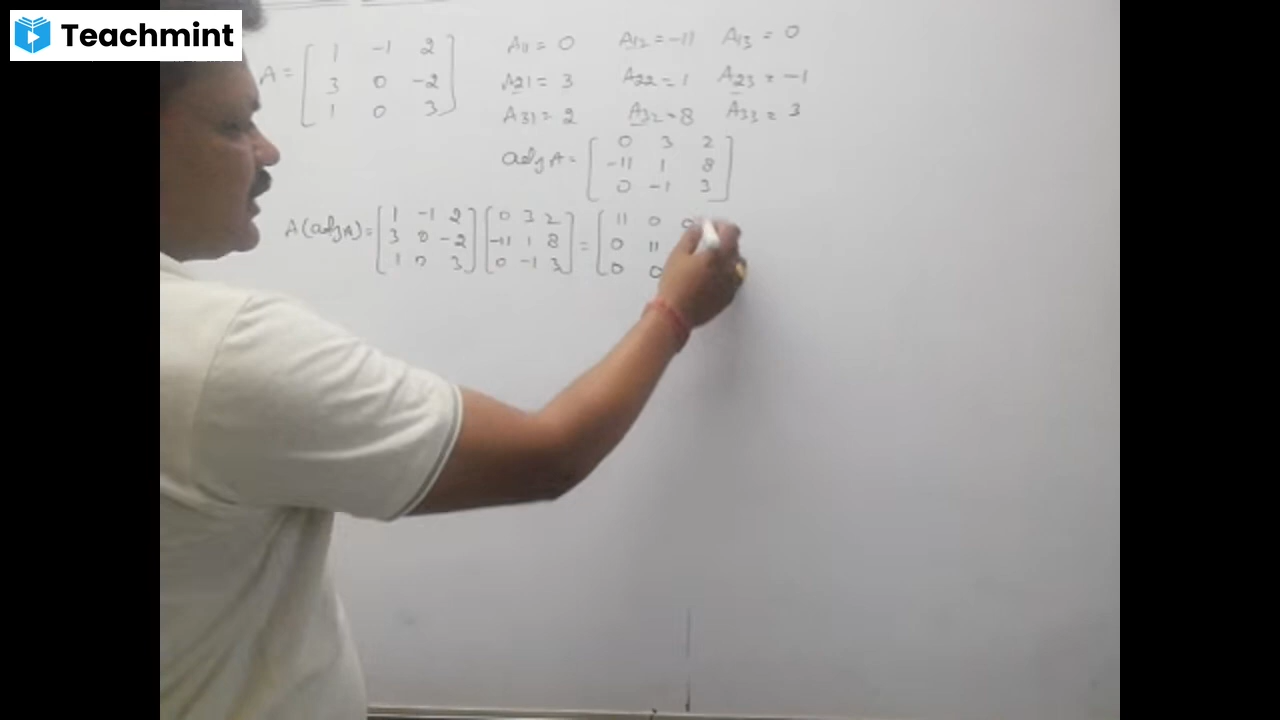 Teachmint
A = [ 1 -1 2
3 0 -2
1 0 3 ]
A11 = 0 A12 = -11 A13 = 0
A21 = 3 A22 = 1 A23 = -1
A31 = 2 A32 = 8 A33 = 3
adj A = [ 0 3 2
-11 1 8
0 -1 3 ]
A(adj A) = [ 1 -1 2 ] [ 0 3 2 ] = [ 11 0 0
3 0 -2 -11 1 8 0 11
1 0 3 0 -1 3 0 0